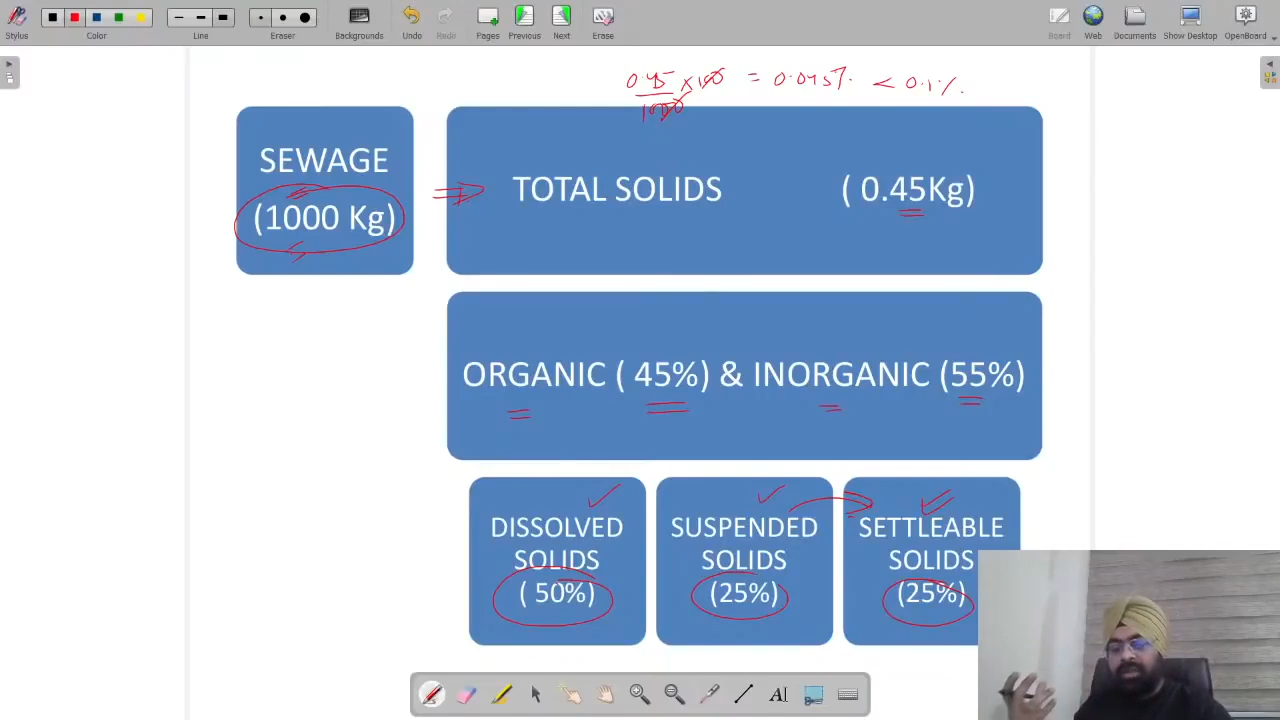 Stylus
Color
Line
Eraser
Backgrounds
Undo
Redo
Pages
Previous
Next
Erase
Board
Web
Documents
Show Desktop
OpenBoard
0.45 × 100 = 0.045%. < 0.1%.
1000
SEWAGE
(1000 Kg)
TOTAL SOLIDS ( 0.45Kg)
ORGANIC ( 45%) & INORGANIC (55%)
DISSOLVED
SOLIDS
( 50%)
SUSPENDED
SOLIDS
(25%)
SETTLEABLE
SOLIDS
(25%)
AI